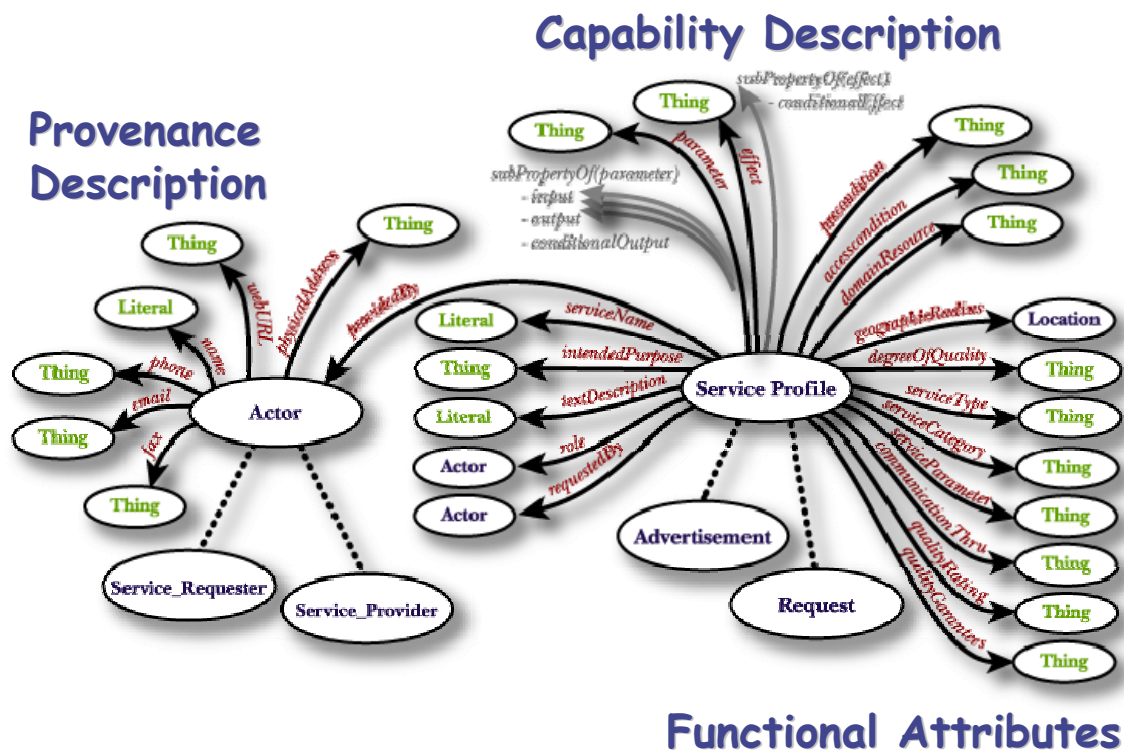 Capability Description
subPropertyOf(effect)
- conditionalEffect
Thing
Thing
Thing
Provenance
Description
parameter
effect
precondition
subPropertyOf(parameter)
- input
- output
- conditionalOutput
Thing
accesscondition
domainResource
Thing
Thing
Thing
webURL
physicalAddress
providedBy
Literal
name
Literal
serviceName
geographicRadius
Location
Thing
phone
Thing
intendedPurpose
degreeOfQuality
Thing
email
Actor
Service Profile
Thing
Literal
textDescription
serviceType
Thing
fax
Actor
role
serviceCategory
Thing
Thing
Actor
requestedBy
serviceParameter
Thing
Advertisement
communicationThru
Thing
Service_Requester
Service_Provider
Request
qualityRating
Thing
qualityGarantees
Thing
Functional Attributes